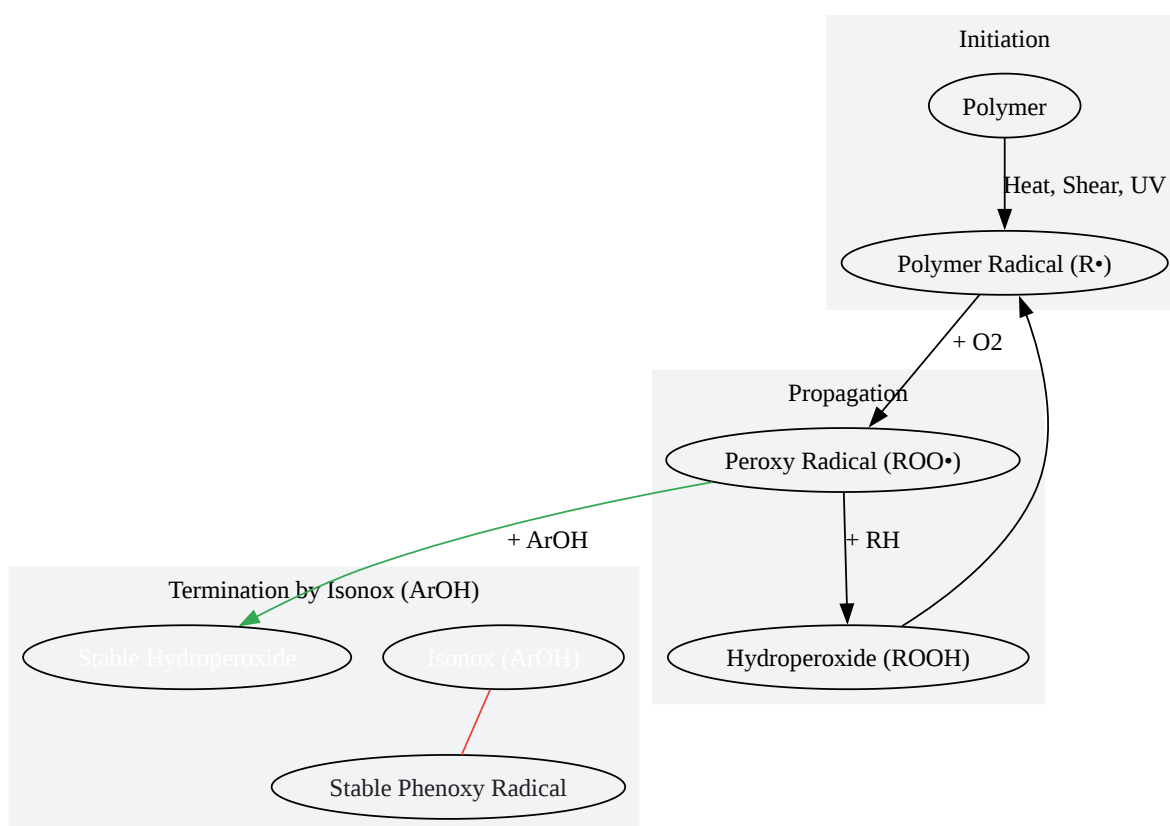 Initiation
Polymer
Heat, Shear, UV
Polymer Radical (R•)
+ O2
Propagation
Peroxy Radical (ROO•)
+ ArOH
+ RH
Termination by Isonox (ArOH)
Stable Hydroperoxide
Isonox (ArOH)
Hydroperoxide (ROOH)
Stable Phenoxy Radical